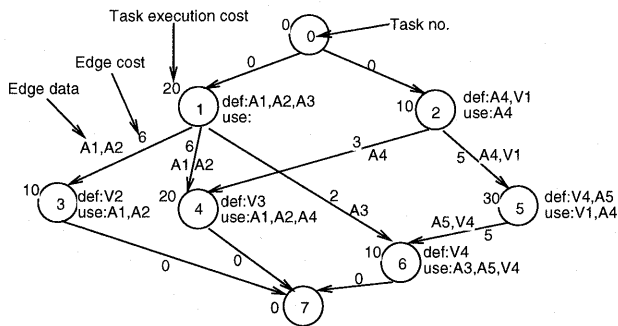 Task execution cost
0
0
Task no.
Edge cost
0
0
Edge data
20
1
def:A1,A2,A3
use:
10
2
def:A4,V1
use:A4
A1,A2
6
6
A1 A2
3
A4
5
A4,V1
10
3
def:V2
use:A1,A2
20
4
def:V3
use:A1,A2,A4
2
A3
30
5
def:V4,A5
use:V1,A4
A5,V4
5
10
6
def:V4
use:A3,A5,V4
0
0
0
0
7